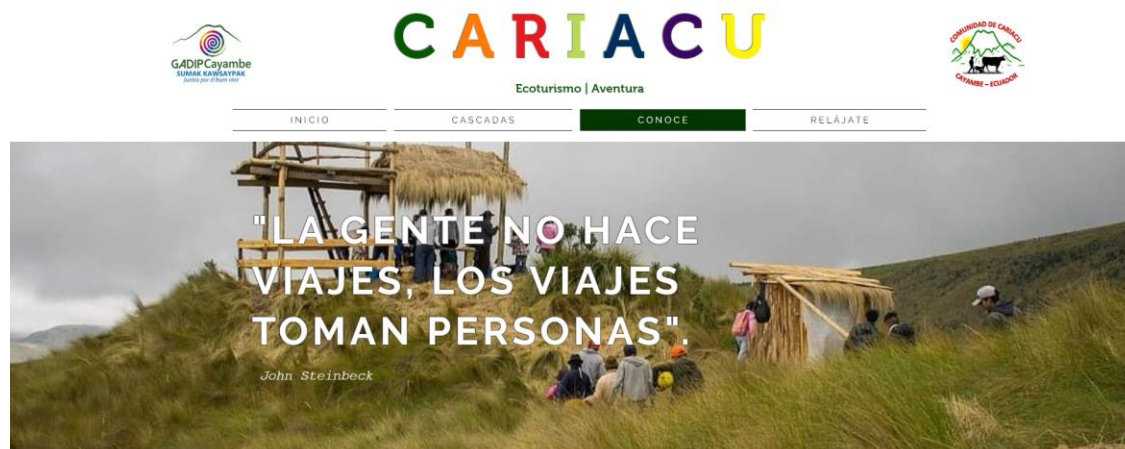 GADIPCayambe
SUMAK KAWSAYPAK
Juntos por el buen vivir
CARIACU
COMUNIDAD DE CARIACU
CAYAMBE - ECUADOR
Ecoturismo | Aventura
INICIO
CASCADAS
CONOCE
RELÁJATE
"LA GENTE NO HACE
VIAJES, LOS VIAJES
TOMAN PERSONAS".
John Steinbeck